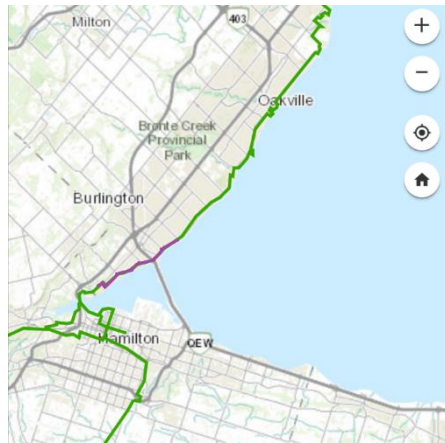 403
Milton
Oakville
Bronte Creek
Provincial
Park
Burlington
Hamilton
QEW